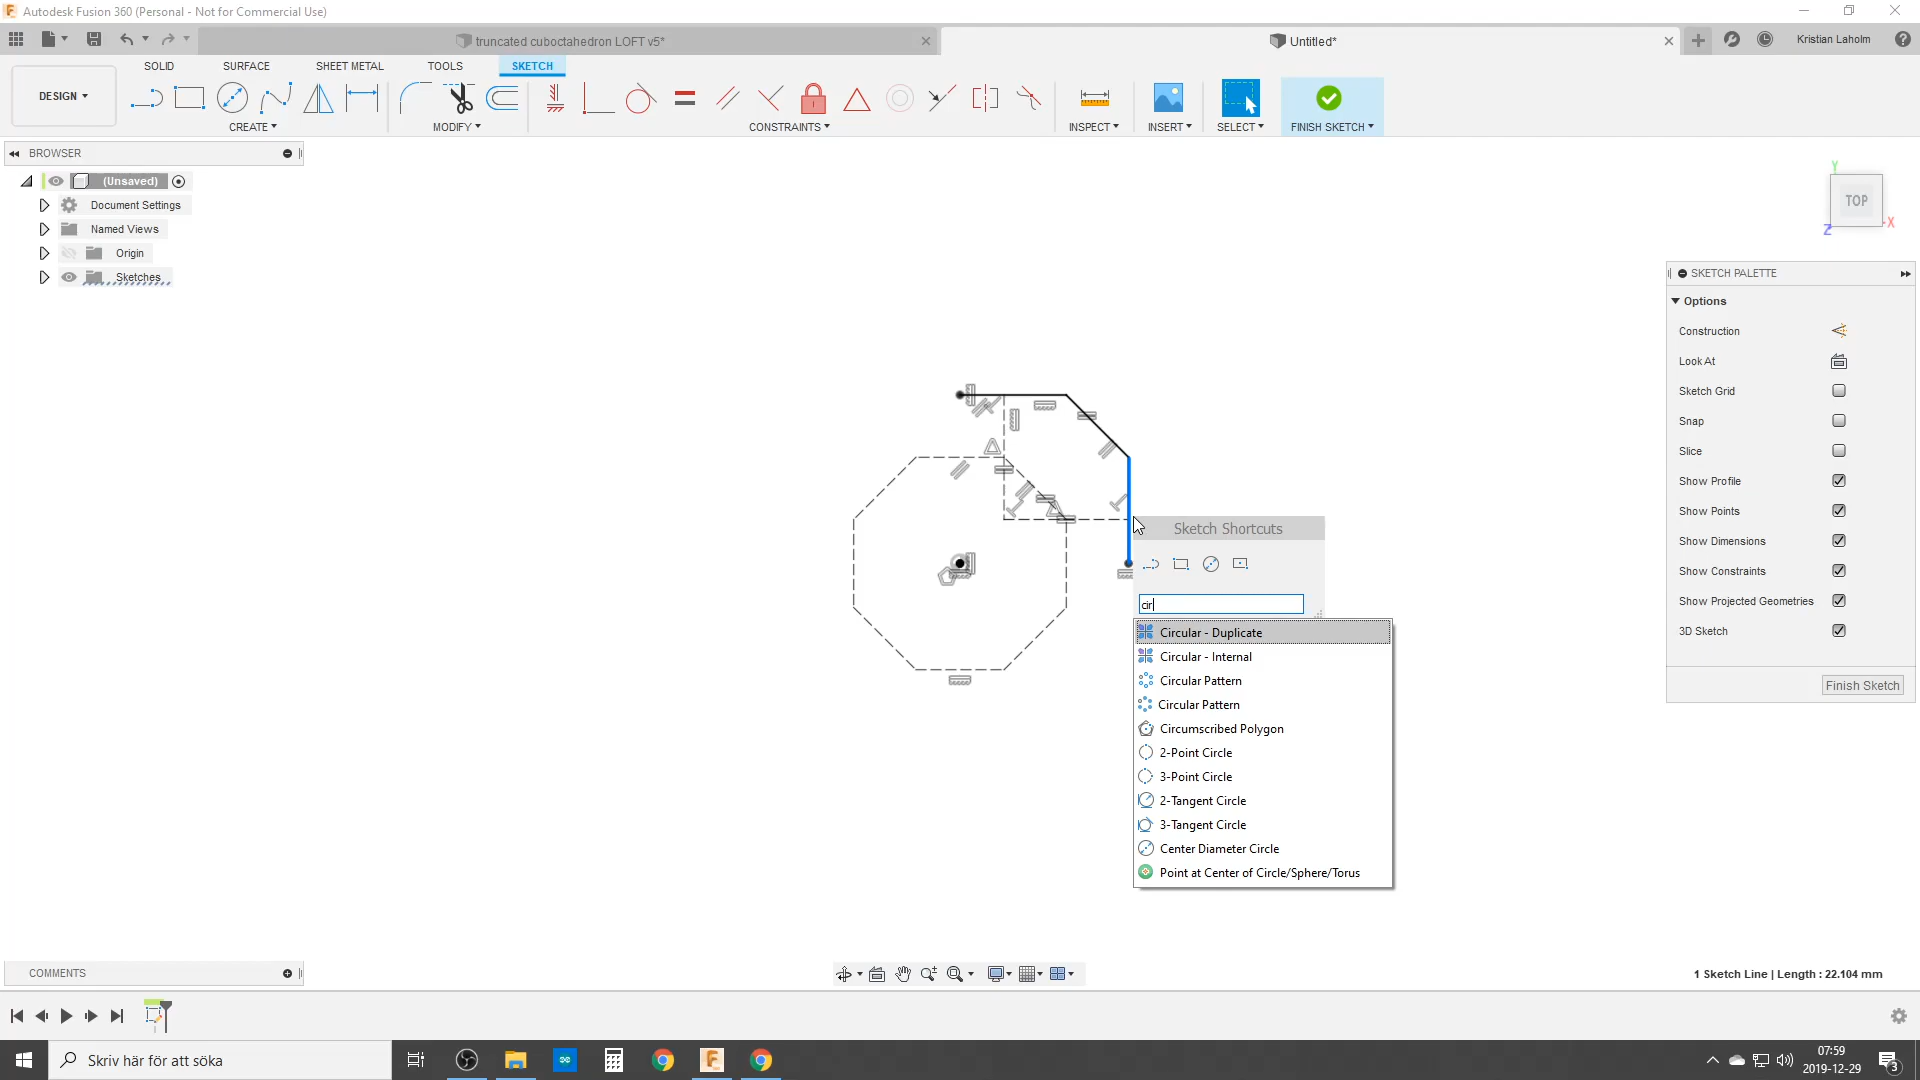 Autodesk Fusion 360 (Personal - Not for Commercial Use)
truncated cuboctahedron LOFT v5*
Untitled*
Kristian Laholm
SOLID
SURFACE
SHEET METAL
TOOLS
SKETCH
DESIGN
CREATE
MODIFY
CONSTRAINTS
INSPECT
INSERT
SELECT
FINISH SKETCH
BROWSER
(Unsaved)
Document Settings
Named Views
Origin
Sketches
Y
TOP
X
Z
SKETCH PALETTE
Options
Construction
Look At
Sketch Grid
Snap
Slice
Show Profile
Show Points
Show Dimensions
Show Constraints
Show Projected Geometries
3D Sketch
Finish Sketch
Sketch Shortcuts
cir
Circular - Duplicate
Circular - Internal
Circular Pattern
Circular Pattern
Circumscribed Polygon
2-Point Circle
3-Point Circle
2-Tangent Circle
3-Tangent Circle
Center Diameter Circle
Point at Center of Circle/Sphere/Torus
COMMENTS
1 Sketch Line | Length : 22.104 mm
Skriv här för att söka
07:59
2019-12-29
3